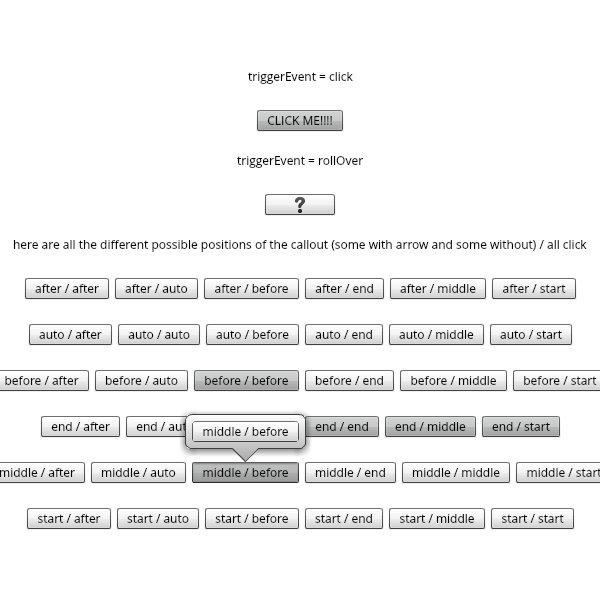 triggerEvent = click
CLICK ME!!!!
triggerEvent = rollOver
?
here are all the different possible positions of the callout (some with arrow and some without) / all click
after / after after / auto after / before after / end after / middle after / start
auto / after auto / auto auto / before auto / end auto / middle auto / start
before / after before / auto before / before before / end before / middle before / start
end / after end / aut middle / before end / end end / middle end / start
middle / after middle / auto middle / before middle / end middle / middle middle / start
start / after start / auto start / before start / end start / middle start / start